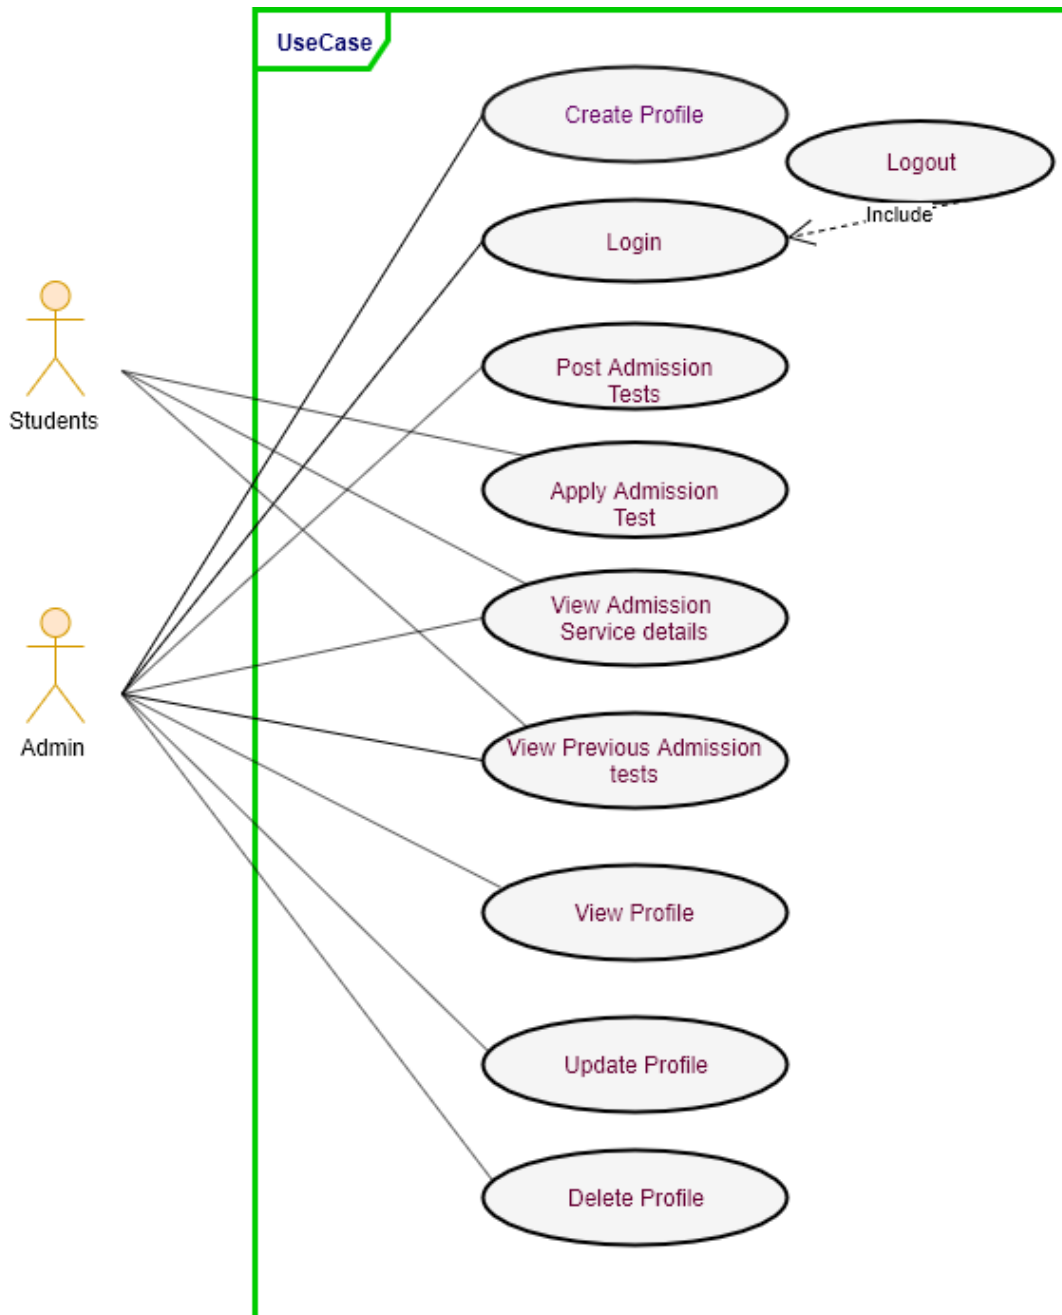 UseCase
Create Profile
Logout
Include
Login
Post Admission
Tests
Students
Apply Admission
Test
View Admission
Service details
Admin
View Previous Admission
tests
View Profile
Update Profile
Delete Profile